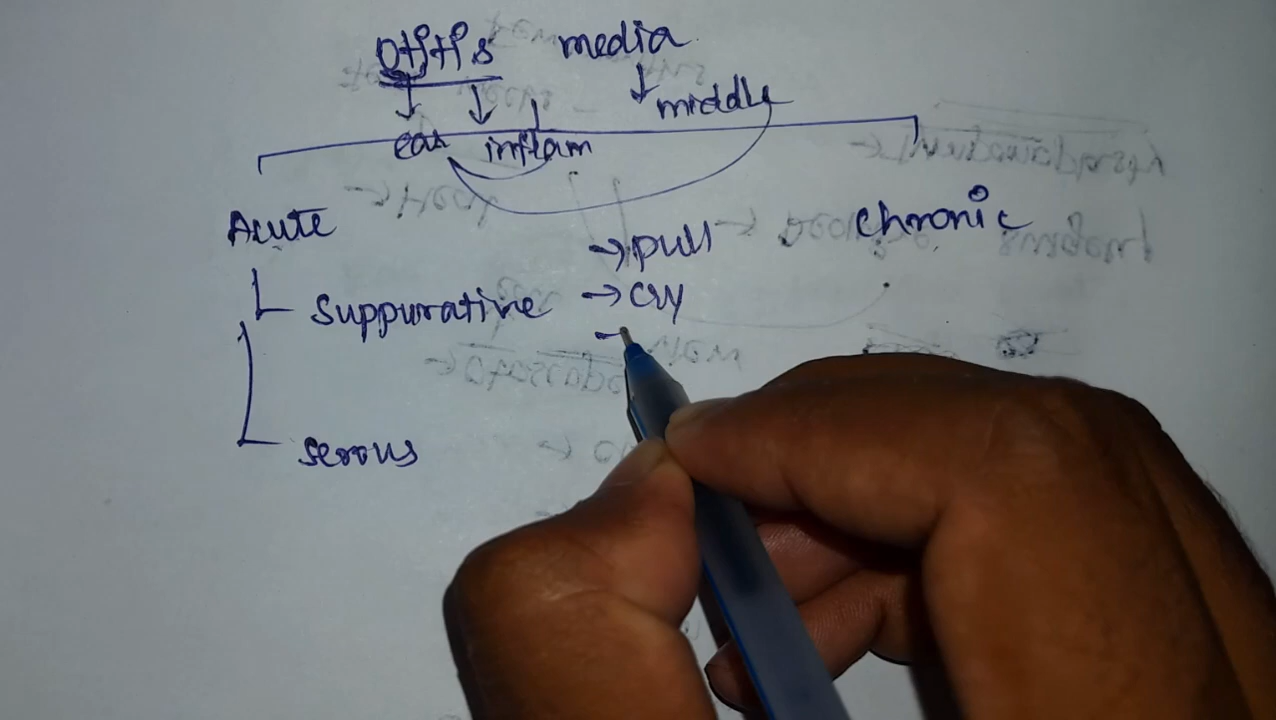 Otitis media
middle
ear inflam
Acute
chronic
→ pull
Suppurative → cry
serous